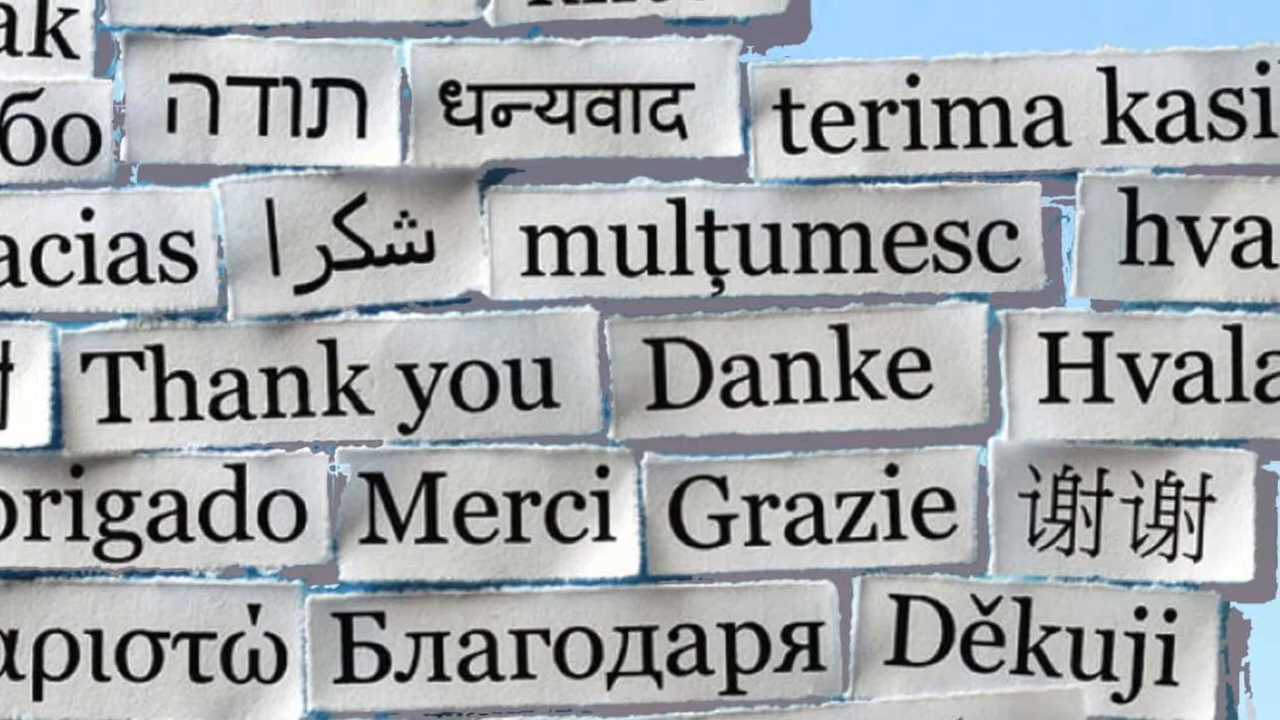 ak
бо תודה धन्यवाद terima kasi
acias شكرا mulțumesc hva
Thank you Danke Hvala
origado Merci Grazie 谢谢
αριστώ Благодаря Děkuji